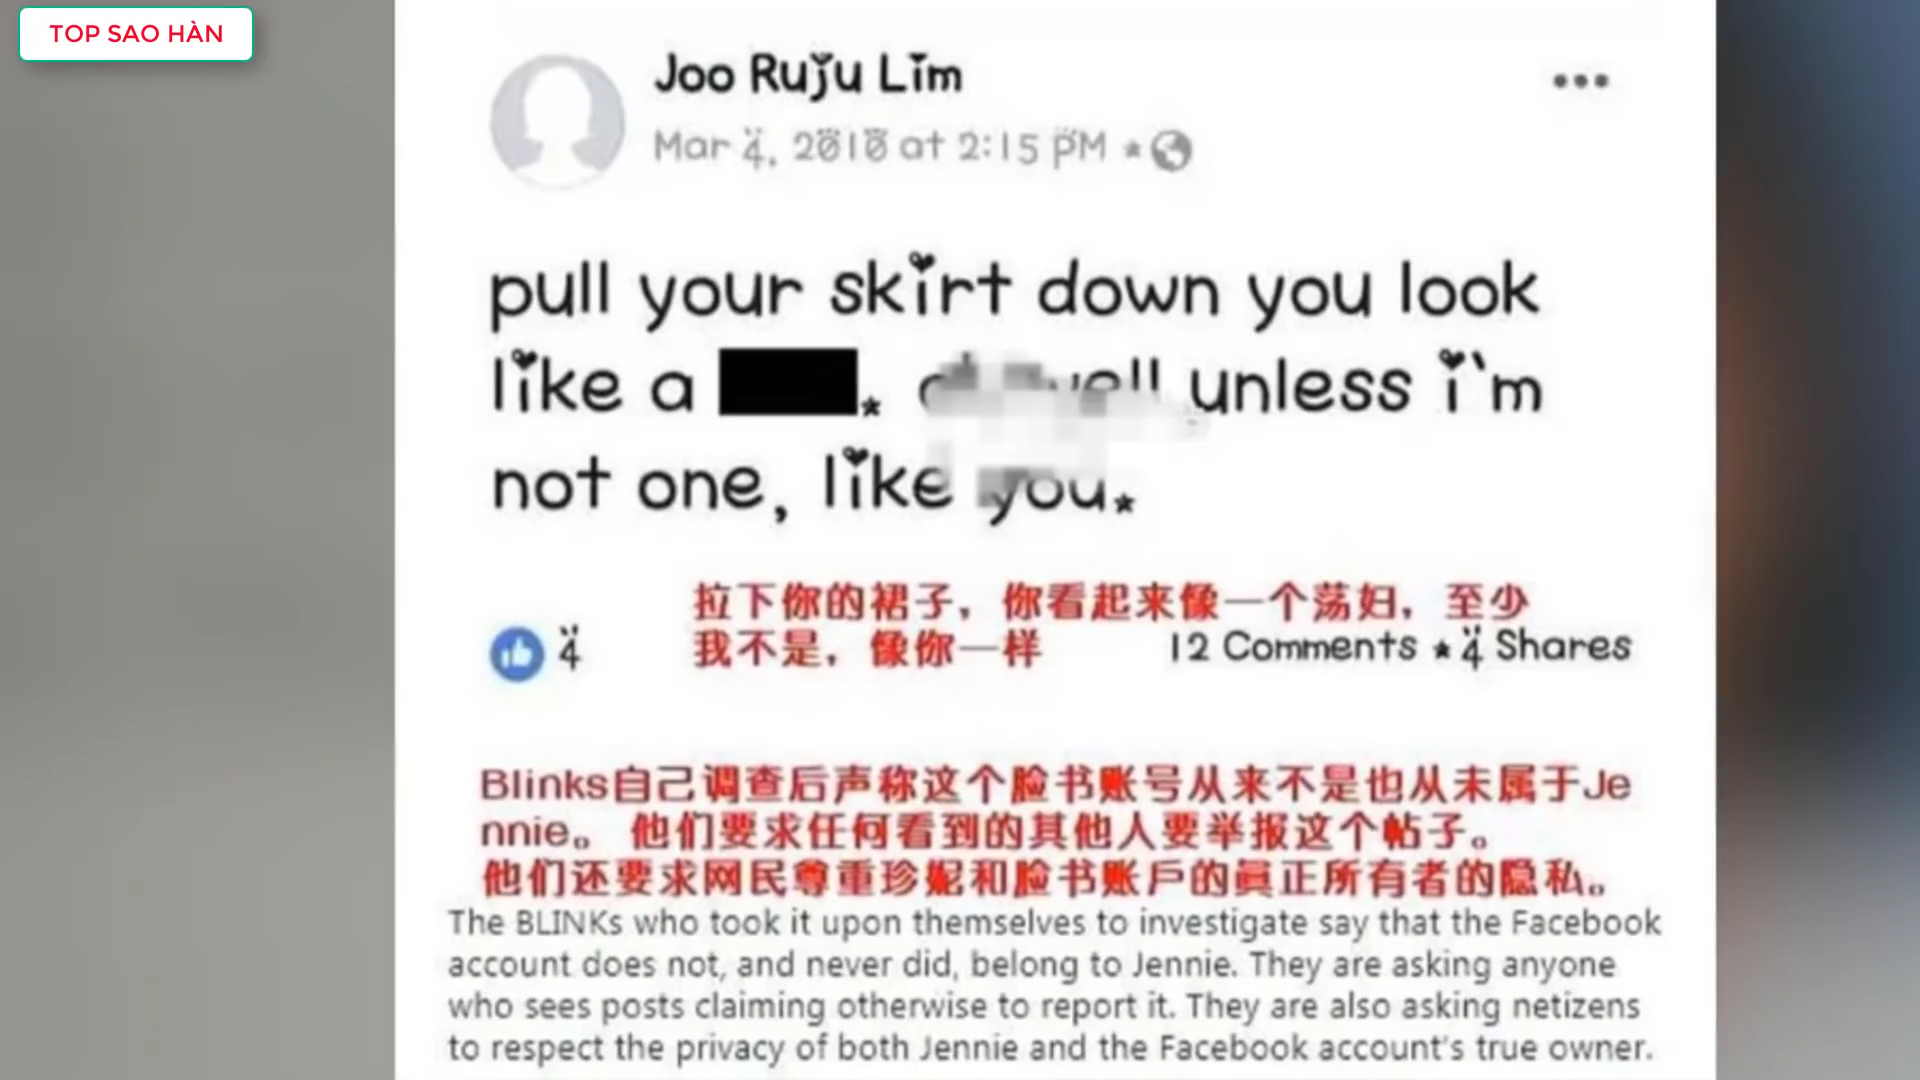 TOP SAO HÀN
Joo Ruju Lim
Mar 4, 2010 at 2:15 PM
pull your skirt down you look
like a . unless i`m
not one, like you.
拉下你的裙子，你看起来像一个荡妇，至少
我不是，像你一样
4
12 Comments 4 Shares
Blinks自己调查后声称这个脸书账号从来不是也从未属于Je
nnie。 他们要求任何看到的其他人要举报这个帖子。
他们还要求网民尊重珍妮和脸书账戶的眞正所有者的隐私。
The BLINKs who took it upon themselves to investigate say that the Facebook
account does not, and never did, belong to Jennie. They are asking anyone
who sees posts claiming otherwise to report it. They are also asking netizens
to respect the privacy of both Jennie and the Facebook account's true owner.